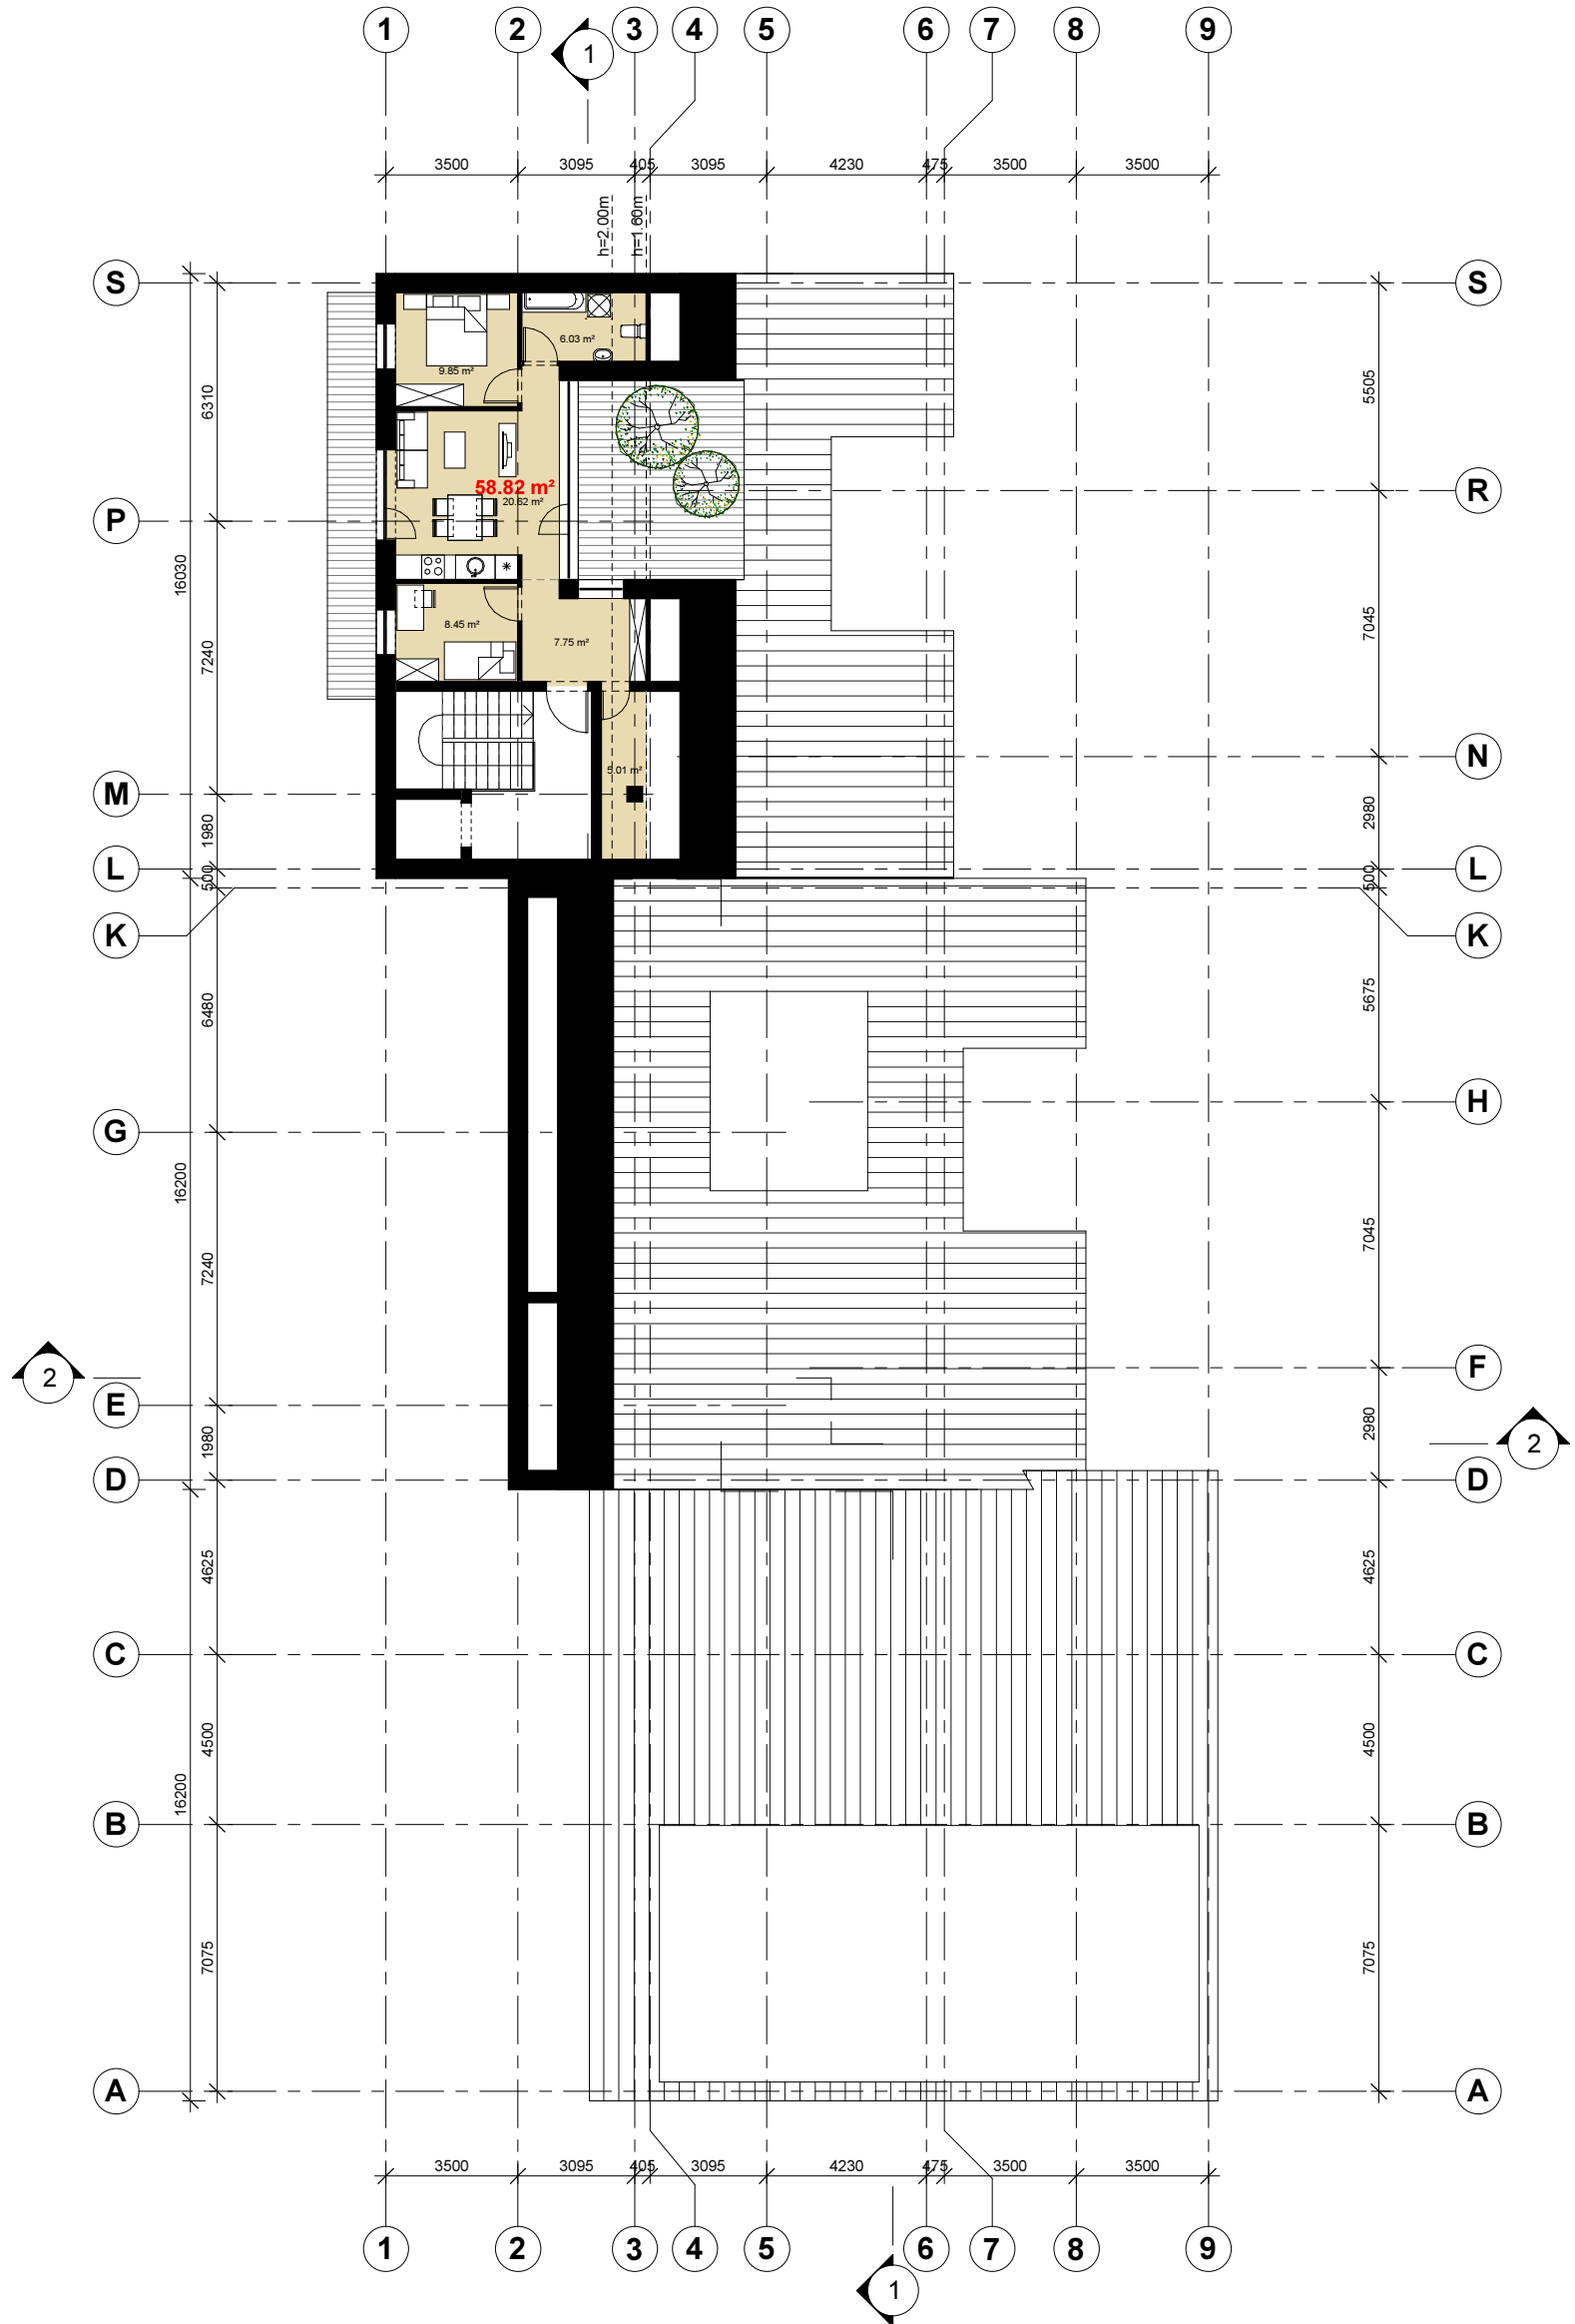 1 2 3 4 5 6 7 8 9
1
3500 3095 405 3095 4230 475 3500 3500
h=2.00m h=1.60m
S S
6.03 m²
9.85 m²
6310 5505
58.82 m²
20.62 m²
R
P
16030
8.45 m²
7.75 m²
7240 7045
N
5.01 m²
M
1980 2980
L L
500 500
K K
6480 5675
H
G
16200
7240 7045
F
2
E
1980 2980
2
D D
4625 4625
C C
4500 4500
16200
B B
7075 7075
A A
3500 3095 405 3095 4230 475 3500 3500
1 2 3 4 5 6 7 8 9
1